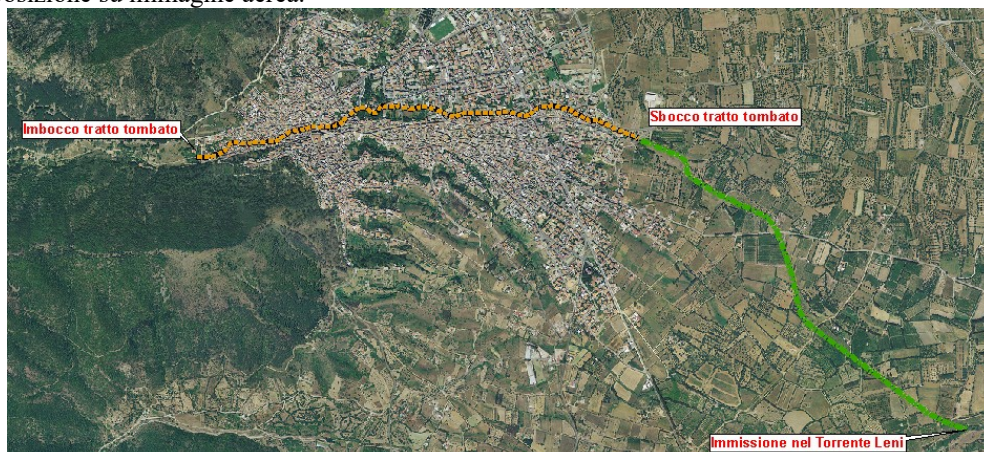 osizione su immagine aerea.
Imbocco tratto tombato
Sbocco tratto tombato
Immissione nel Torrente Leni